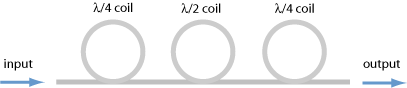 λ/4 coil
λ/2 coil
λ/4 coil
input
output